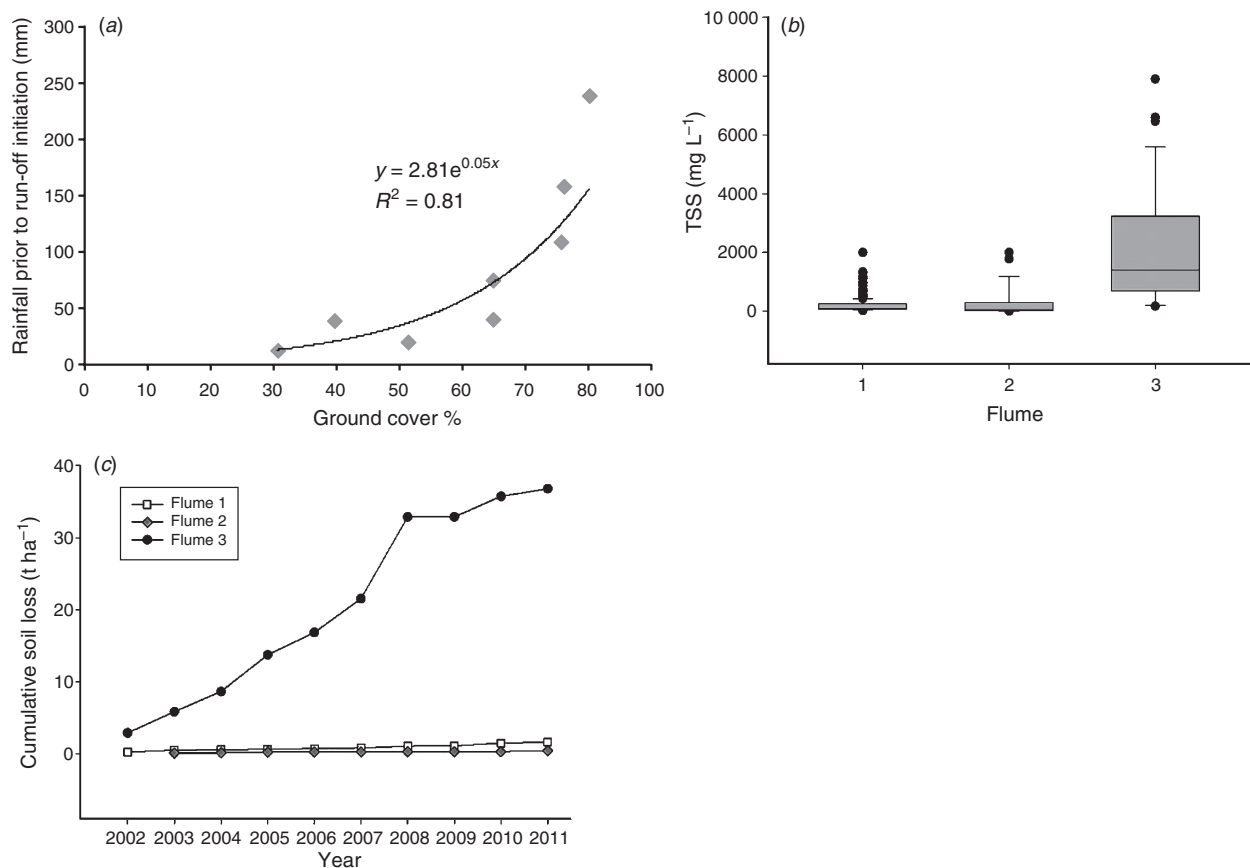 (a)
Rainfall prior to run-off initiation (mm)
300
250
200
150
100
50
0
y = 2.81e^0.05x
R² = 0.81
0 10 20 30 40 50 60 70 80 90 100
Ground cover %
(b)
TSS (mg L⁻¹)
10 000
8000
6000
4000
2000
0
1 2 3
Flume
(c)
Cumulative soil loss (t ha⁻¹)
40
30
20
10
0
Flume 1
Flume 2
Flume 3
2002 2003 2004 2005 2006 2007 2008 2009 2010 2011
Year